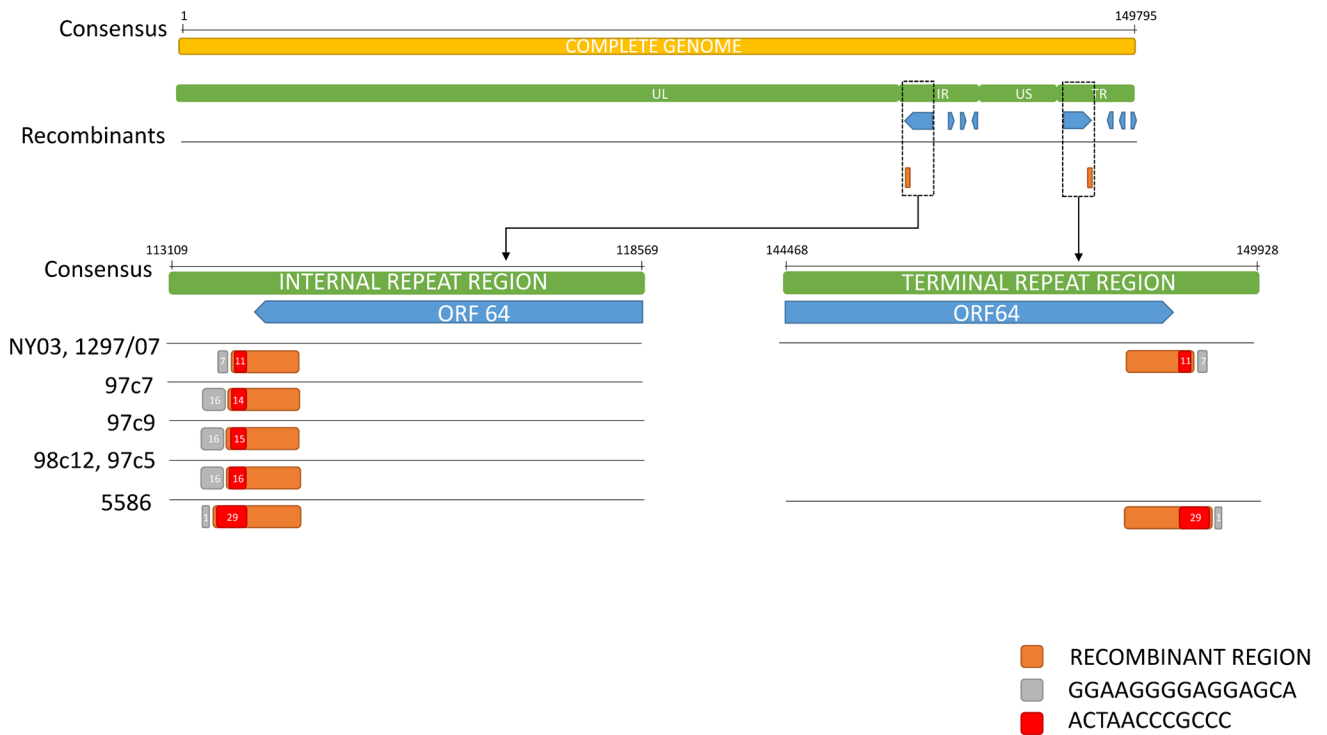 1 149795
Consensus
COMPLETE GENOME
UL IR US TR
Recombinants
113109 118569 144468 149928
Consensus
INTERNAL REPEAT REGION TERMINAL REPEAT REGION
ORF 64 ORF64
NY03, 1297/07
7 11 11 7
97c7
16 14
97c9
16 15
98c12, 97c5
16 16
5586
1 29 29 1
RECOMBINANT REGION
GGAAGGGGAGGAGCA
ACTAACCCGCCC